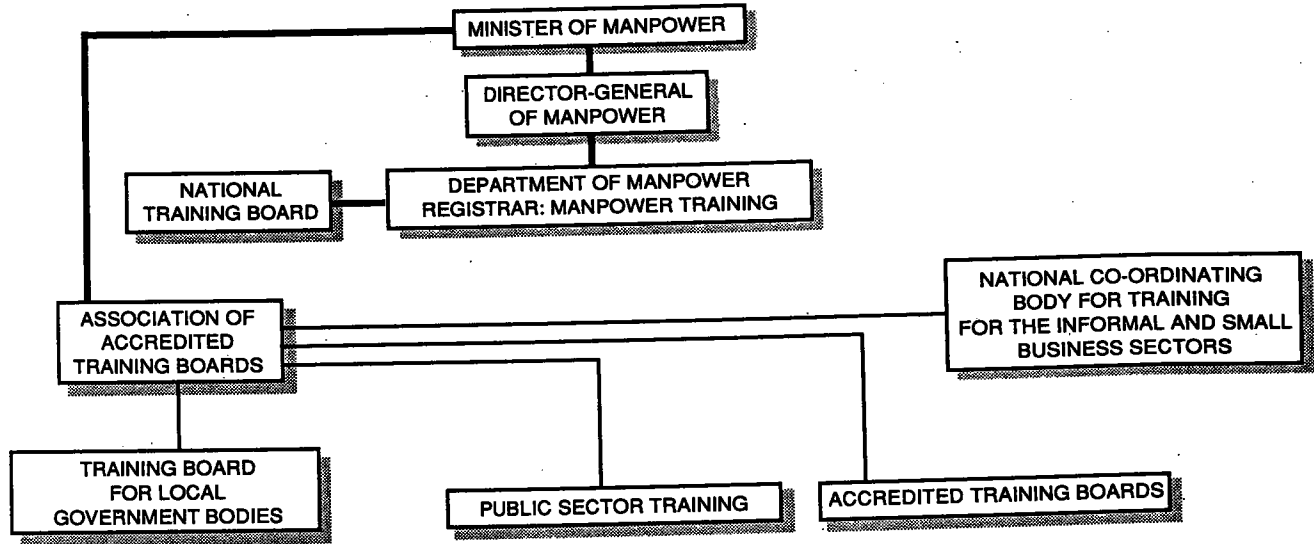 MINISTER OF MANPOWER
DIRECTOR-GENERAL
OF MANPOWER
NATIONAL
TRAINING BOARD
DEPARTMENT OF MANPOWER
REGISTRAR: MANPOWER TRAINING
ASSOCIATION OF
ACCREDITED
TRAINING BOARDS
NATIONAL CO-ORDINATING
BODY FOR TRAINING
FOR THE INFORMAL AND SMALL
BUSINESS SECTORS
TRAINING BOARD
FOR LOCAL
GOVERNMENT BODIES
PUBLIC SECTOR TRAINING
ACCREDITED TRAINING BOARDS